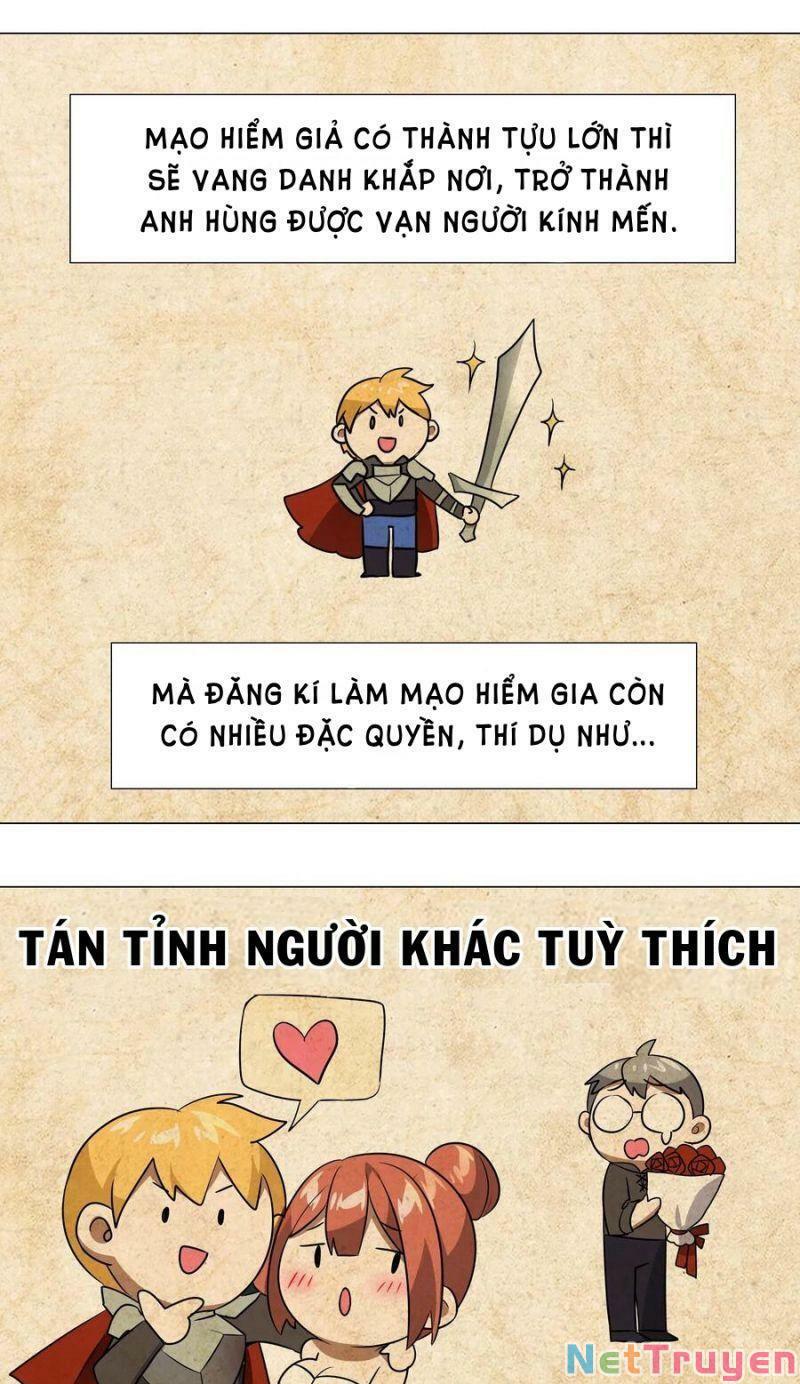 MẠO HIỂM GIẢ CÓ THÀNH TỰU LỚN THÌ
SẼ VANG DANH KHẮP NƠI, TRỞ THÀNH
ANH HÙNG ĐƯỢC VẠN NGƯỜI KÍNH MẾN.
MÀ ĐĂNG KÍ LÀM MẠO HIỂM GIA CÒN
CÓ NHIỀU ĐẶC QUYỀN, THÍ DỤ NHƯ...
TÁN TỈNH NGƯỜI KHÁC TUỲ THÍCH
NetTruyen